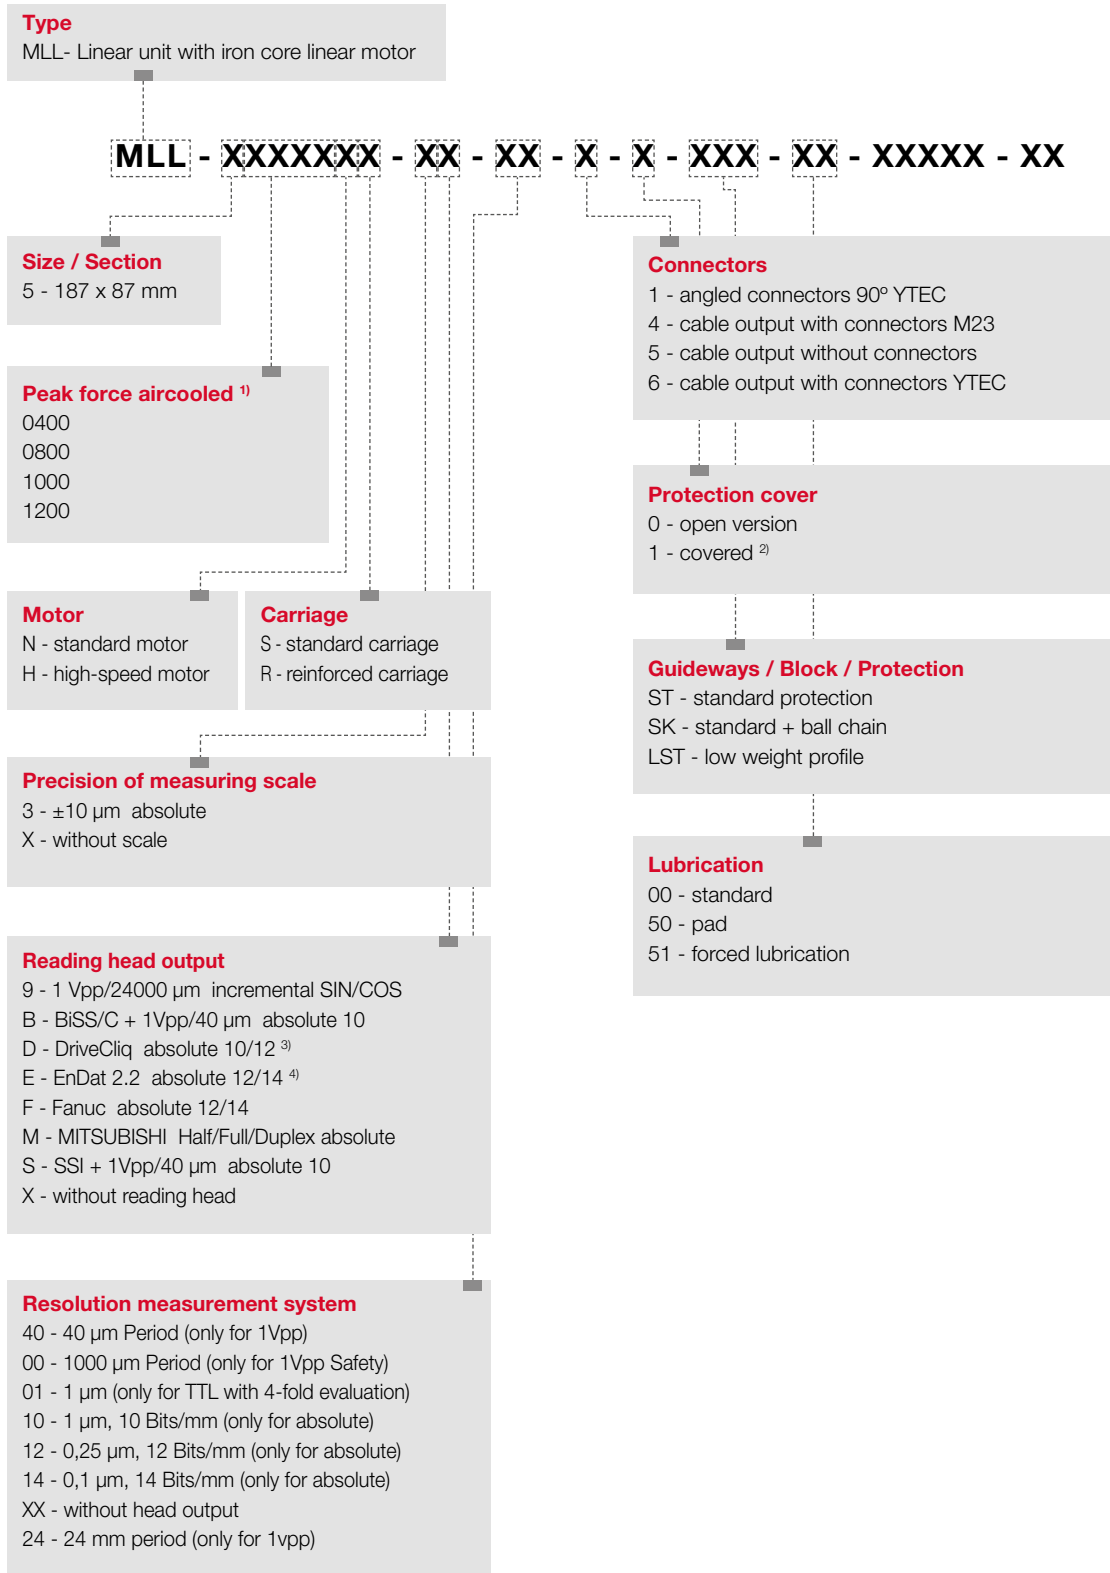 Type
MLL- Linear unit with iron core linear motor
MLL - XXXXXXX - XX - XX - X - X - XXX - XX - XXXXX - XX
Size / Section
5 - 187 x 87 mm
Peak force aircooled 1)
0400
0800
1000
1200
Motor
N - standard motor
H - high-speed motor
Carriage
S - standard carriage
R - reinforced carriage
Precision of measuring scale
3 - ±10 µm absolute
X - without scale
Reading head output
9 - 1 Vpp/24000 µm incremental SIN/COS
B - BiSS/C + 1Vpp/40 µm absolute 10
D - DriveCliq absolute 10/12 3)
E - EnDat 2.2 absolute 12/14 4)
F - Fanuc absolute 12/14
M - MITSUBISHI Half/Full/Duplex absolute
S - SSI + 1Vpp/40 µm absolute 10
X - without reading head
Resolution measurement system
40 - 40 µm Period (only for 1Vpp)
00 - 1000 µm Period (only for 1Vpp Safety)
01 - 1 µm (only for TTL with 4-fold evaluation)
10 - 1 µm, 10 Bits/mm (only for absolute)
12 - 0,25 µm, 12 Bits/mm (only for absolute)
14 - 0,1 µm, 14 Bits/mm (only for absolute)
XX - without head output
24 - 24 mm period (only for 1vpp)
Connectors
1 - angled connectors 90º YTEC
4 - cable output with connectors M23
5 - cable output without connectors
6 - cable output with connectors YTEC
Protection cover
0 - open version
1 - covered 2)
Guideways / Block / Protection
ST - standard protection
SK - standard + ball chain
LST - low weight profile
Lubrication
00 - standard
50 - pad
51 - forced lubrication